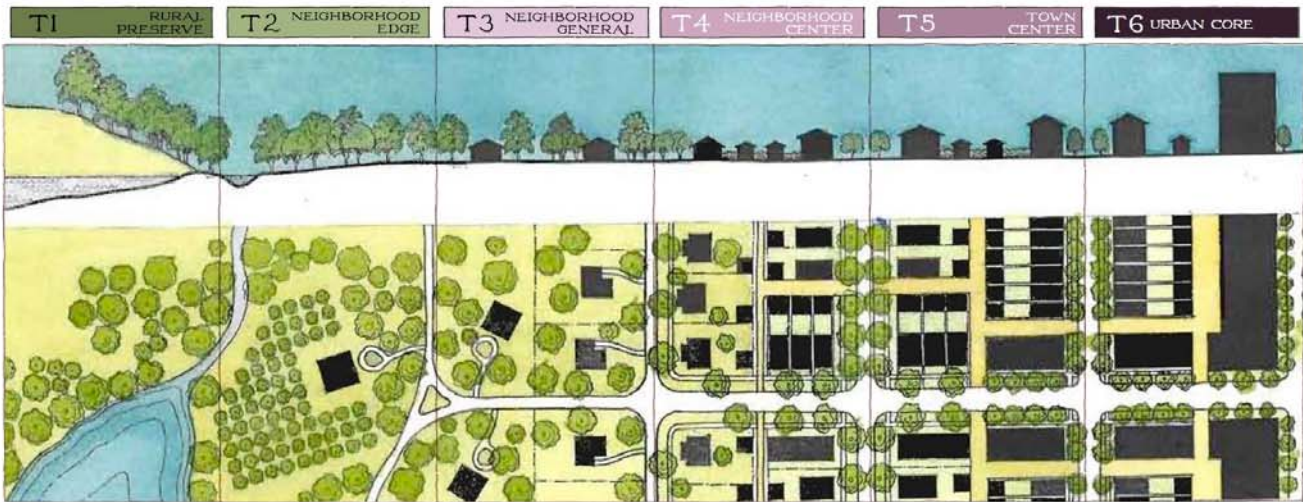 T1 RURAL
PRESERVE
T2 NEIGHBORHOOD
EDGE
T3 NEIGHBORHOOD
GENERAL
T4 NEIGHBORHOOD
CENTER
T5 TOWN
CENTER
T6 URBAN CORE